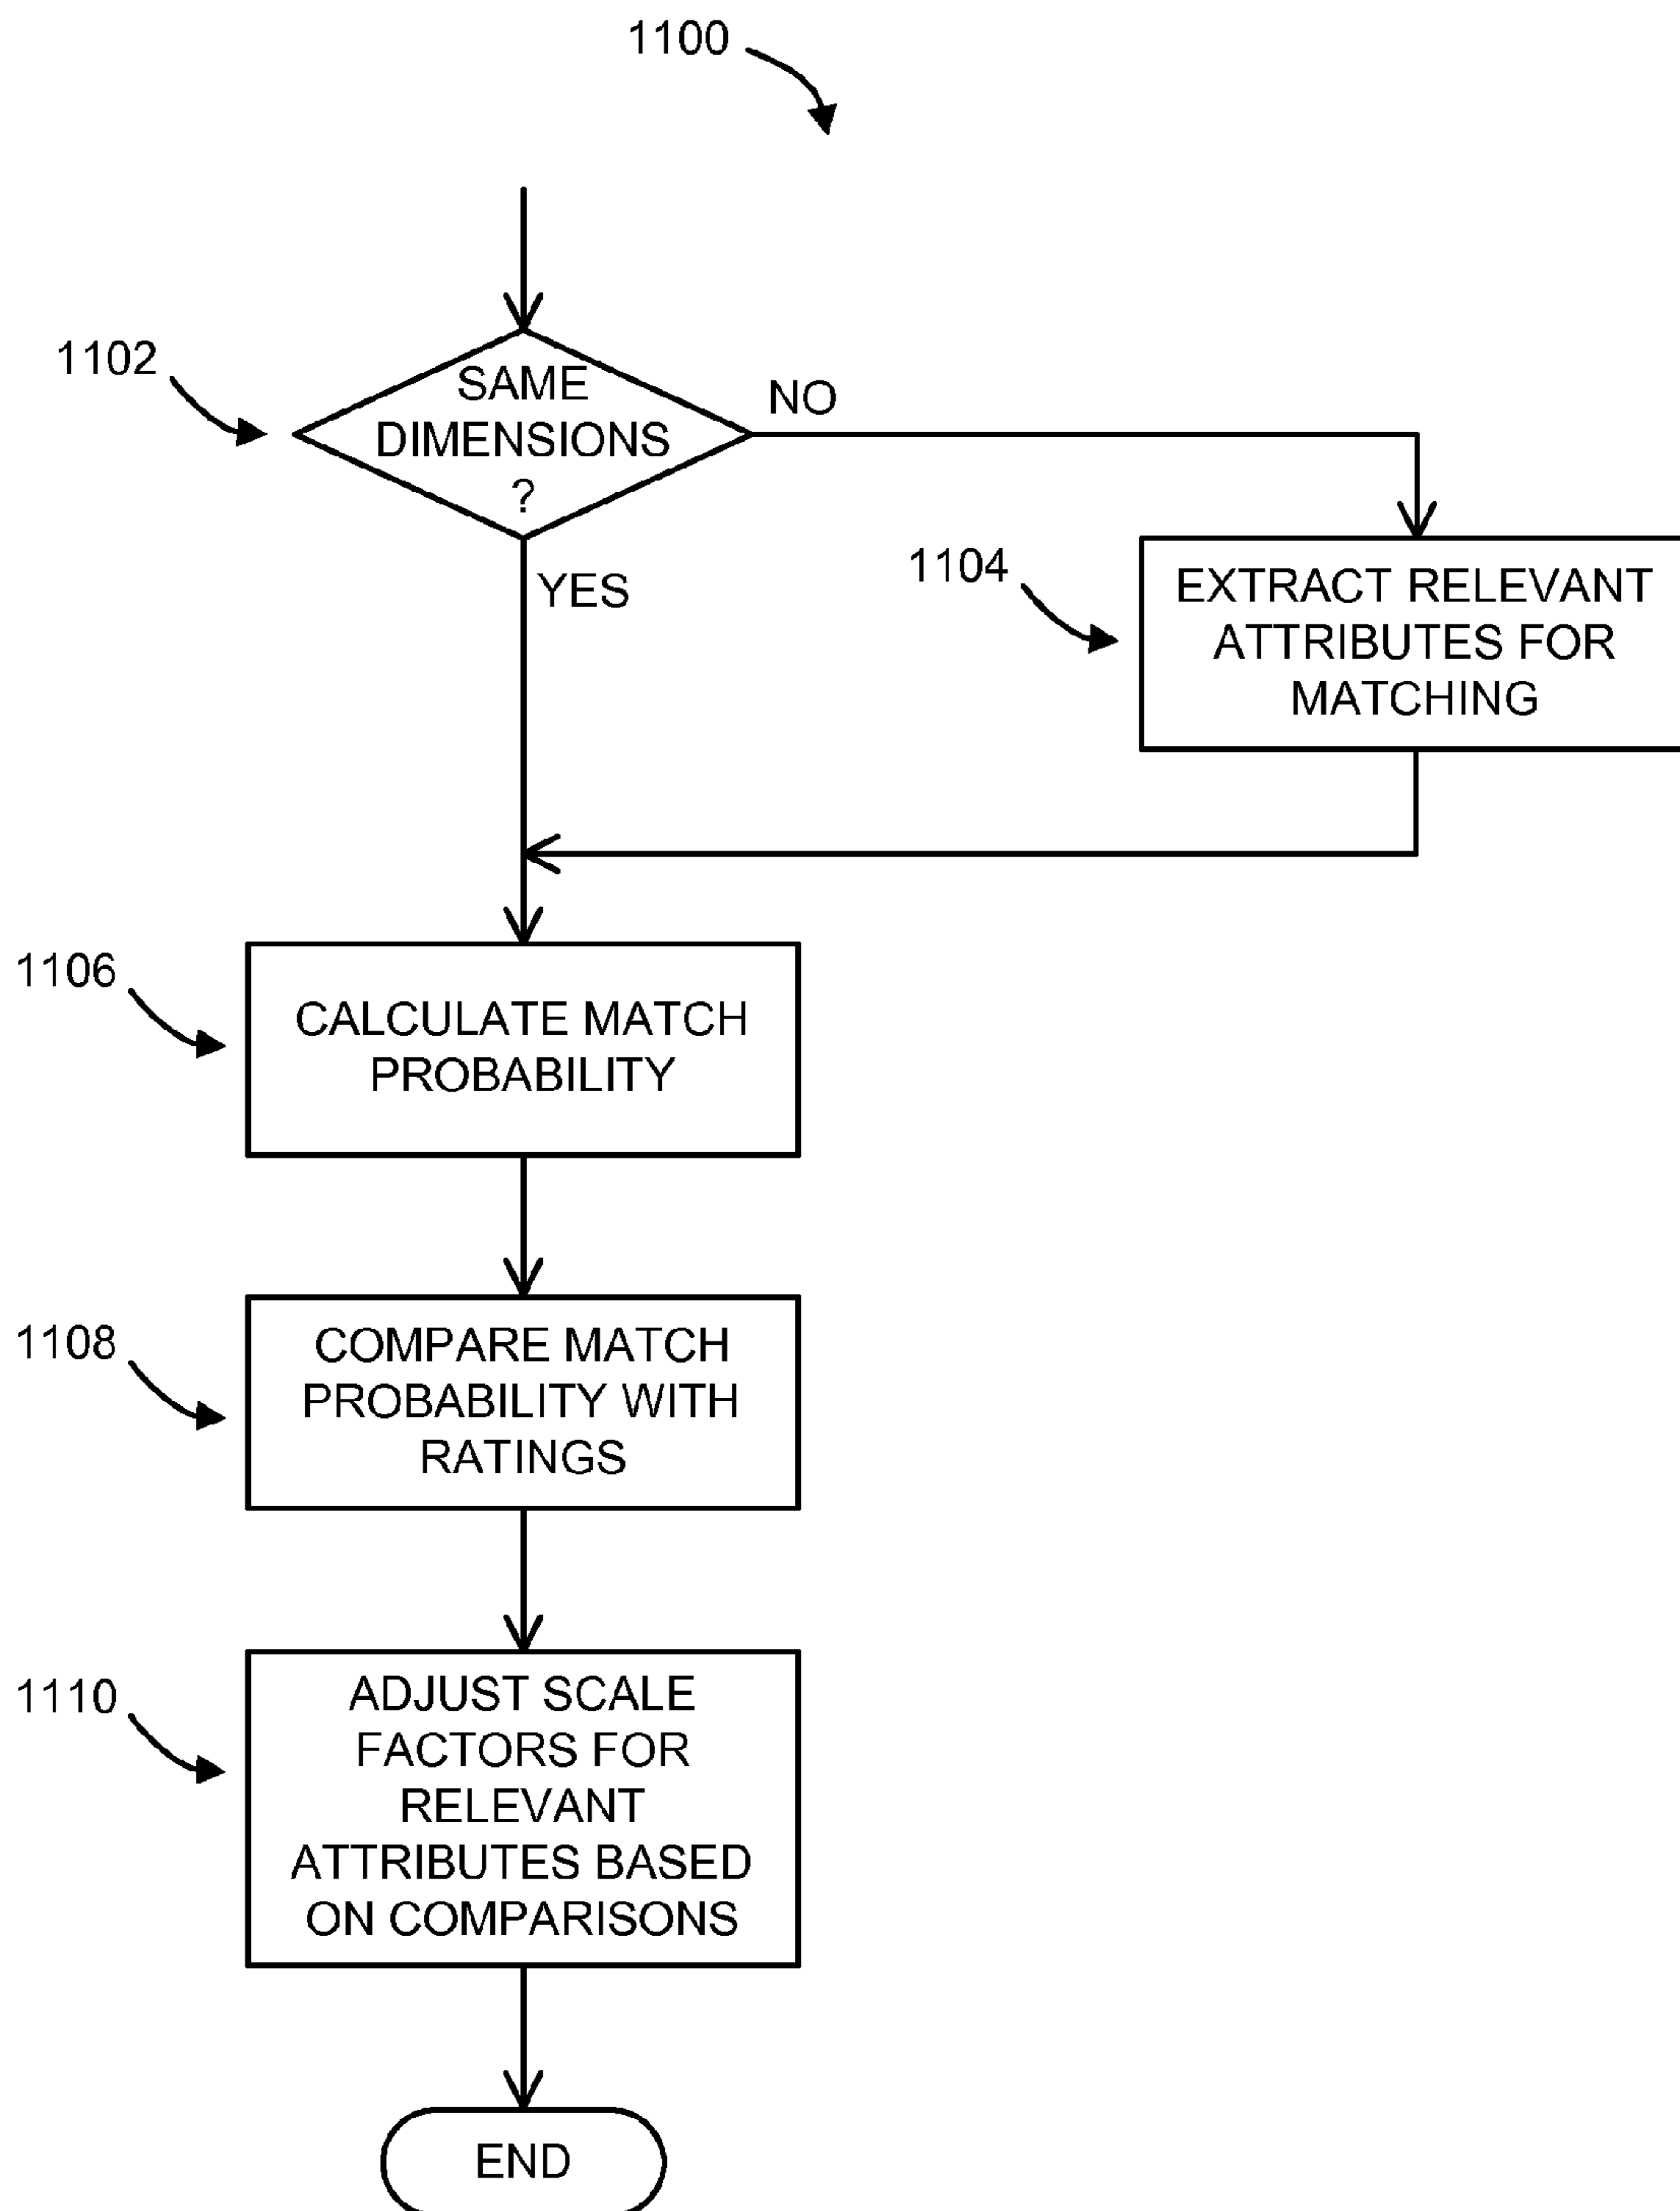 1100
1102
SAME
DIMENSIONS
?
NO
YES
1104
EXTRACT RELEVANT
ATTRIBUTES FOR
MATCHING
1106
CALCULATE MATCH
PROBABILITY
1108
COMPARE MATCH
PROBABILITY WITH
RATINGS
1110
ADJUST SCALE
FACTORS FOR
RELEVANT
ATTRIBUTES BASED
ON COMPARISONS
END